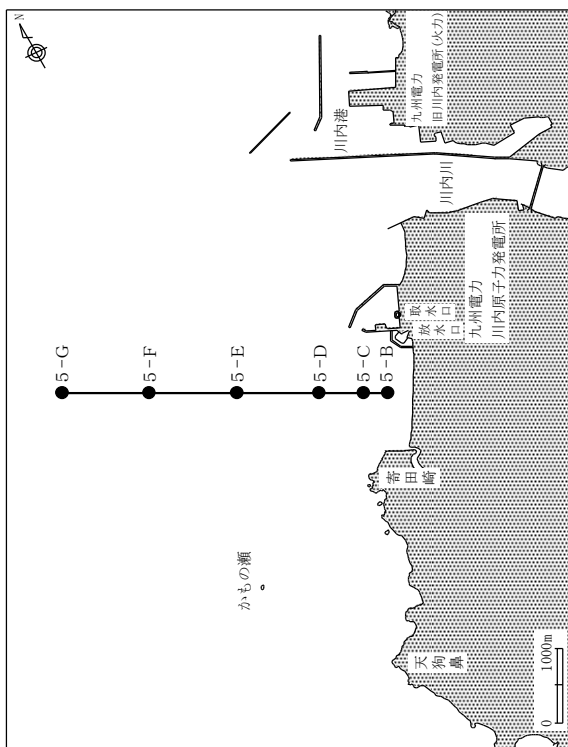 N
九州電力
旧川内発電所(火力)
川内港
川内川
九州電力
川内原子力発電所
取水口
放水口
5-G
5-F
5-E
5-D
5-C
5-B
寄田崎
かもの瀬
天狗鼻
0 1000m